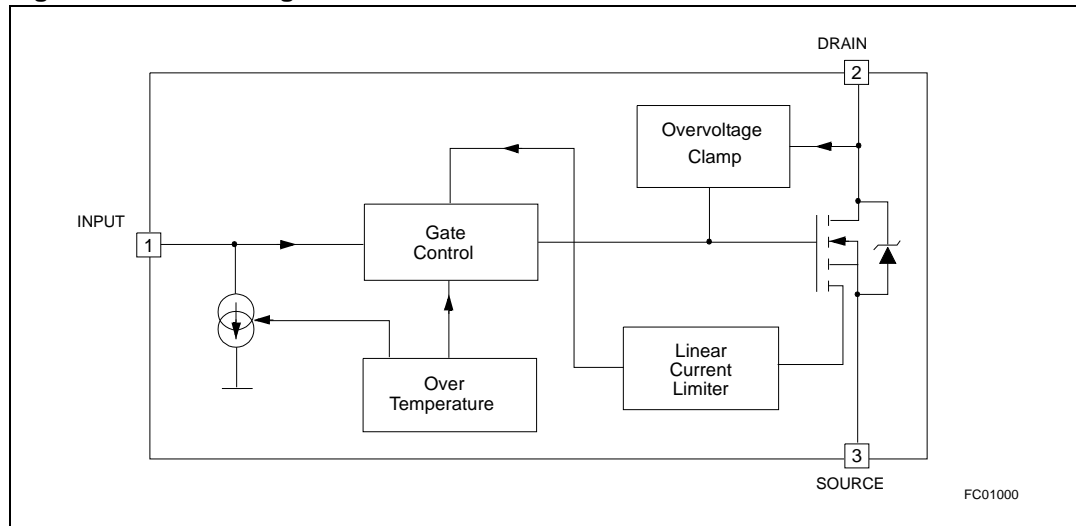 DRAIN
2
Overvoltage
Clamp
INPUT
1
Gate
Control
Linear
Current
Limiter
Over
Temperature
3
SOURCE
FC01000